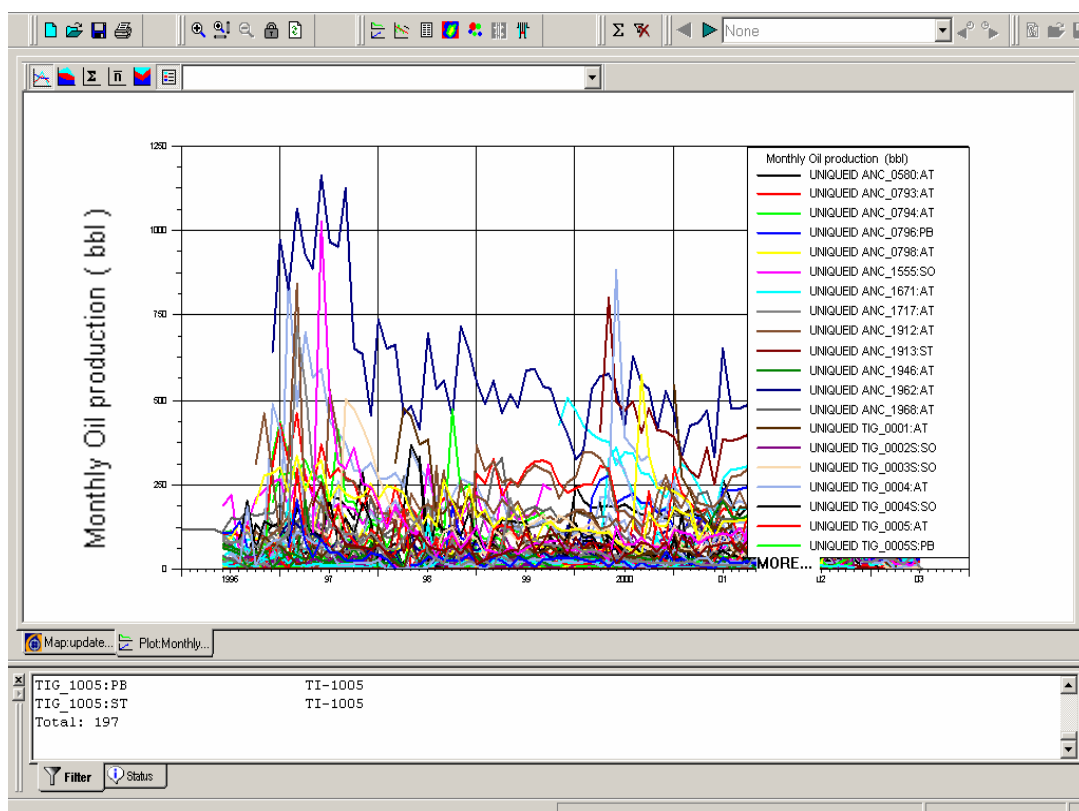 None
Monthly Oil production ( bbl )
1250
1000
750
500
250
0
1996
97
98
99
2000
01
02
03
Monthly Oil production (bbl)
UNIQUEID ANC_0580:AT
UNIQUEID ANC_0793:AT
UNIQUEID ANC_0794:AT
UNIQUEID ANC_0796:PB
UNIQUEID ANC_0798:AT
UNIQUEID ANC_1555:SO
UNIQUEID ANC_1671:AT
UNIQUEID ANC_1717:AT
UNIQUEID ANC_1912:AT
UNIQUEID ANC_1913:ST
UNIQUEID ANC_1946:AT
UNIQUEID ANC_1962:AT
UNIQUEID ANC_1968:AT
UNIQUEID TIG_0001:AT
UNIQUEID TIG_0002S:SO
UNIQUEID TIG_0003S:SO
UNIQUEID TIG_0004:AT
UNIQUEID TIG_0004S:SO
UNIQUEID TIG_0005:AT
UNIQUEID TIG_0005S:PB
MORE...
Map:update... Plot:Monthly...
TIG_1005:PB TI-1005
TIG_1005:ST TI-1005
Total: 197
Filter Status